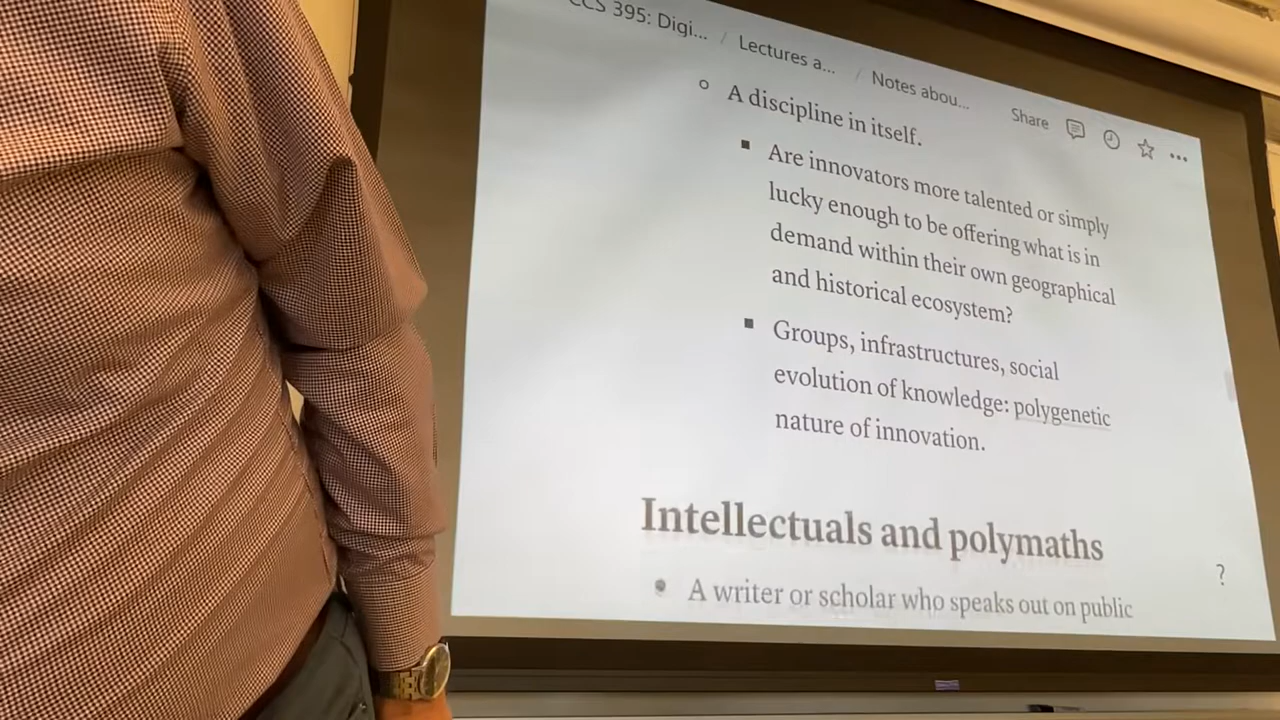 CCS 395: Digi... / Lectures a... / Notes abou...
Share
A discipline in itself.
Are innovators more talented or simply
lucky enough to be offering what is in
demand within their own geographical
and historical ecosystem?
Groups, infrastructures, social
evolution of knowledge: polygenetic
nature of innovation.
Intellectuals and polymaths
A writer or scholar who speaks out on public
?